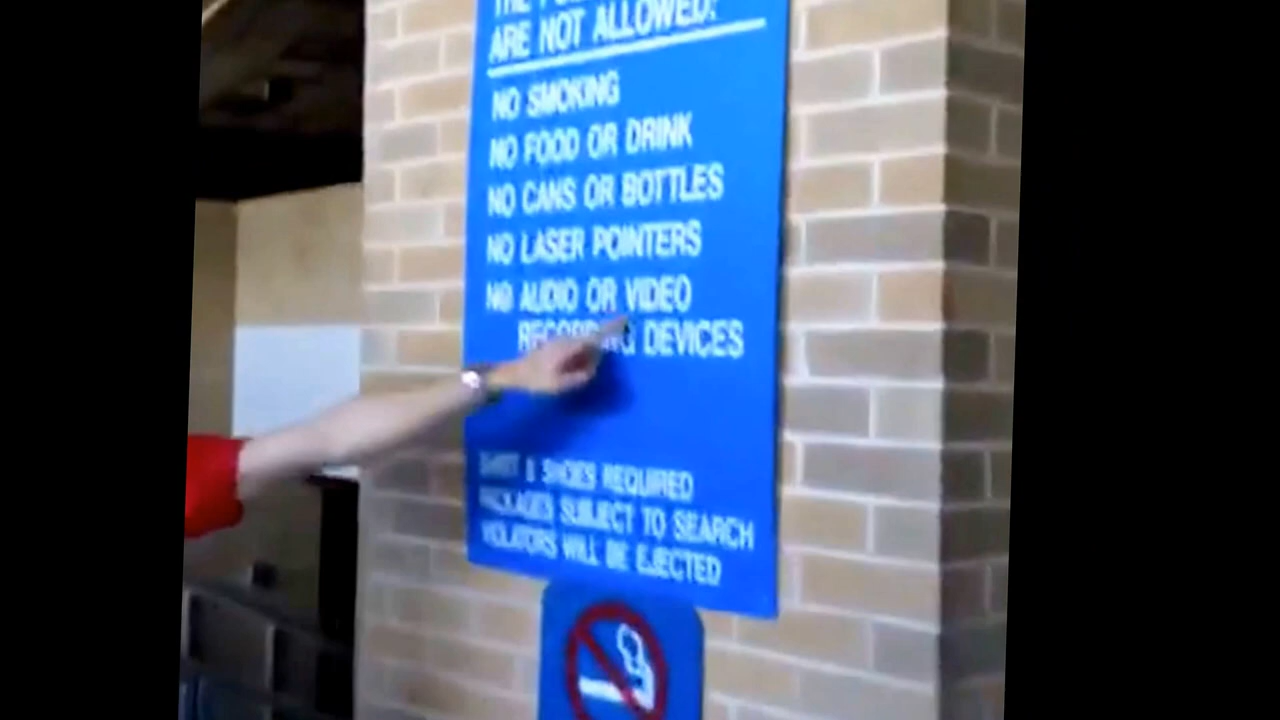 THE
ARE NOT ALLOWED:
NO SMOKING
NO FOOD OR DRINK
NO CANS OR BOTTLES
NO LASER POINTERS
NO AUDIO OR VIDEO
RECORDING DEVICES
SHIRT & SHOES REQUIRED
PACKAGES SUBJECT TO SEARCH
VIOLATORS WILL BE EJECTED